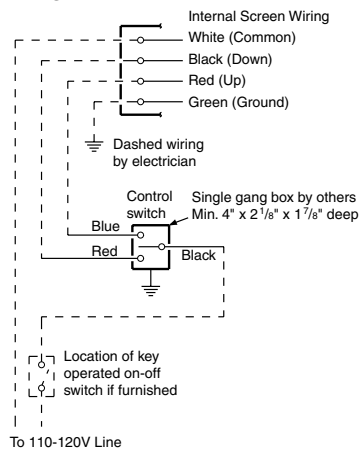 Internal Screen Wiring
White (Common)
Black (Down)
Red (Up)
Green (Ground)
Dashed wiring
by electrician
Control
switch
Single gang box by others
Min. 4" x 2 1/8" x 1 7/8" deep
Blue
Red
Black
Location of key
operated on-off
switch if furnished
To 110-120V Line